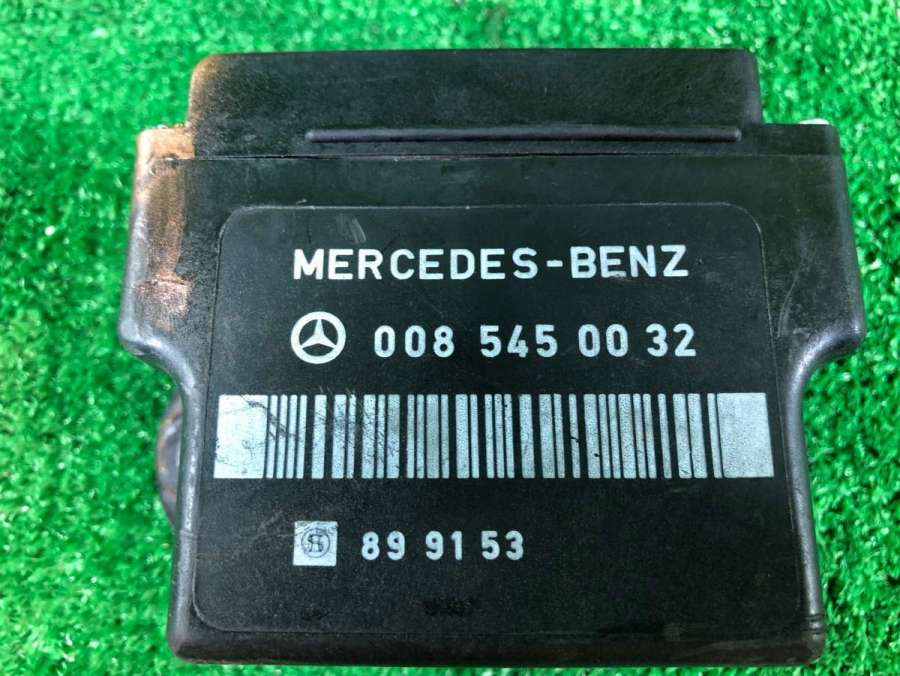 MERCEDES-BENZ
008 545 00 32
89 91 53